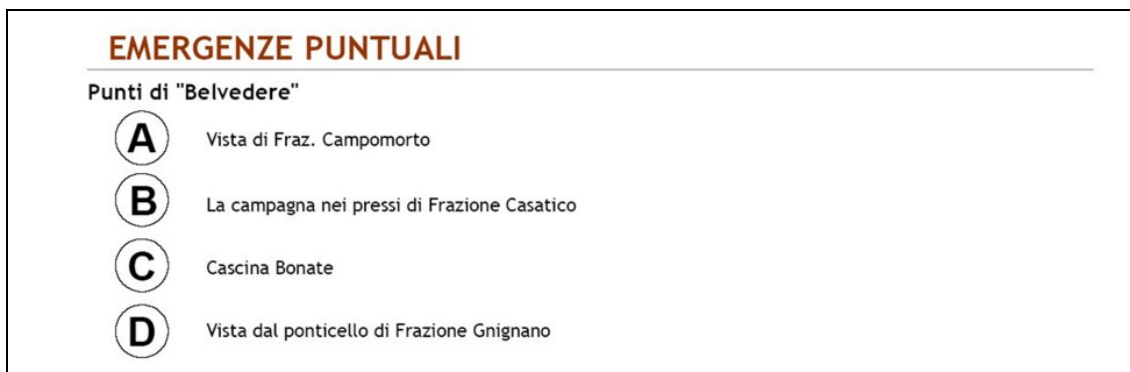 EMERGENZE PUNTUALI
Punti di "Belvedere"
A Vista di Fraz. Campomorto
B La campagna nei pressi di Frazione Casatico
C Cascina Bonate
D Vista dal ponticello di Frazione Gnignano